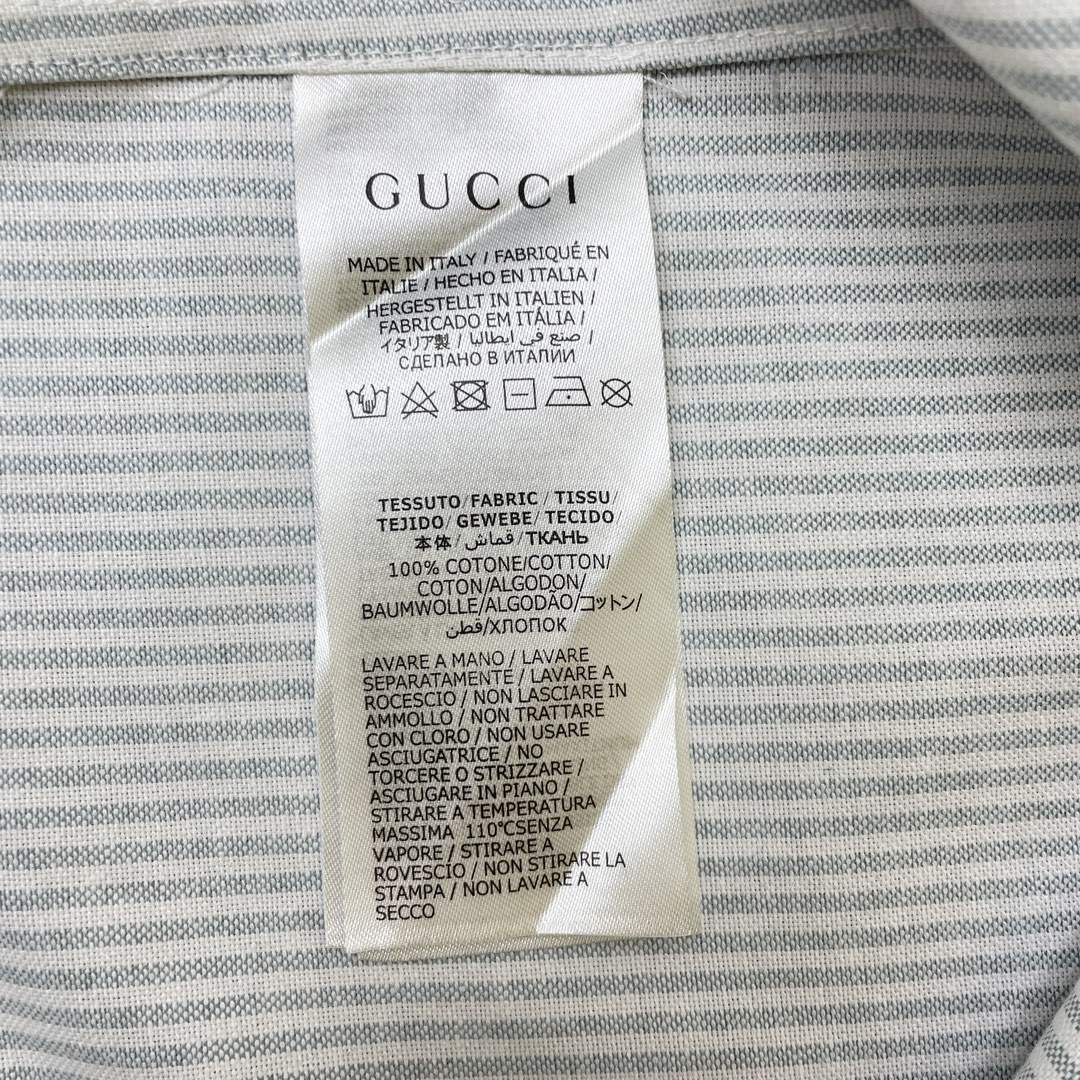 GUCCI
MADE IN ITALY / FABRIQUÉ EN
ITALIE / HECHO EN ITALIA /
HERGESTELLT IN ITALIEN /
FABRICADO EM ITÁLIA /
イタリア製 / صنع في ايطاليا /
СДЕЛАНО В ИТАЛИИ
TESSUTO/FABRIC / TISSU/
TEJIDO/ GEWEBE/ TECIDO/
本体/قماش/ТКАНЬ
100% COTONE/COTTON/
COTON/ALGODON/
BAUMWOLLE/ALGODÃO/コットン/
قطن/ХЛОПОК
LAVARE A MANO / LAVARE
SEPARATAMENTE / LAVARE A
ROCESCIO / NON LASCIARE IN
AMMOLLO / NON TRATTARE
CON CLORO / NON USARE
ASCIUGATRICE / NO
TORCERE O STRIZZARE /
ASCIUGARE IN PIANO /
STIRARE A TEMPERATURA
MASSIMA 110°CSENZA
VAPORE / STIRARE A
ROVESCIO / NON STIRARE LA
STAMPA / NON LAVARE A
SECCO